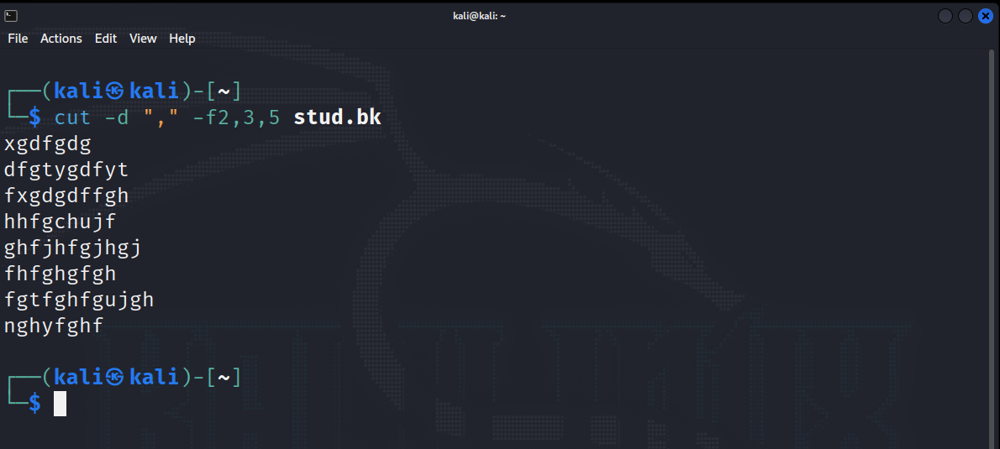 kali@kali: ~
File Actions Edit View Help
┌──(kali㉿kali)-[~]
└─$ cut -d "," -f2,3,5 stud.bk
xgdfgdg
dfgtygdfyt
fxgdgdffgh
hhfgchujf
ghfjhfgjhgj
fhfghgfgh
fgtfghfgujgh
nghyfghf
┌──(kali㉿kali)-[~]
└─$